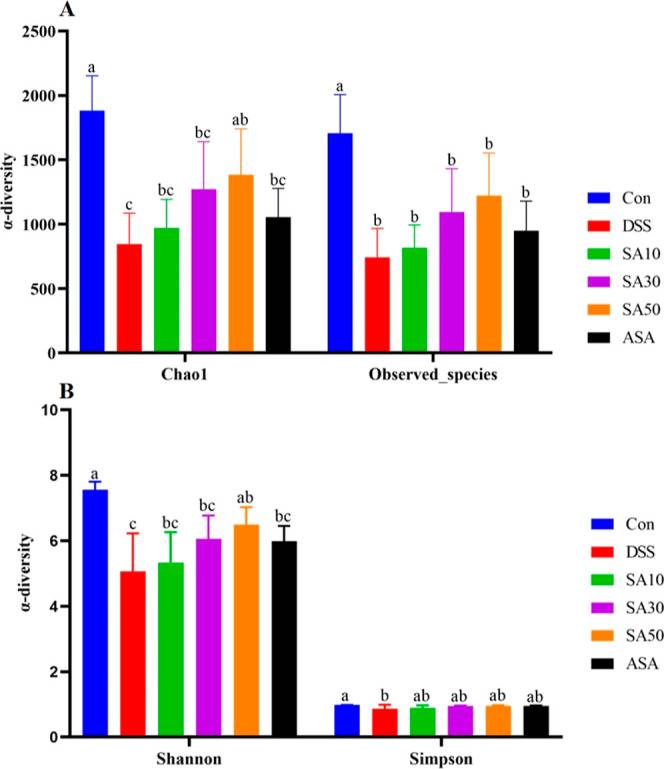 A
2500
2000
1500
1000
500
0
α-diversity
a
c
bc
bc
ab
bc
a
b
b
b
b
b
Chao1
Observed_species
Con
DSS
SA10
SA30
SA50
ASA
B
10
8
6
4
2
0
α-diversity
a
c
bc
bc
ab
bc
a
b
ab
ab
ab
ab
Shannon
Simpson
Con
DSS
SA10
SA30
SA50
ASA